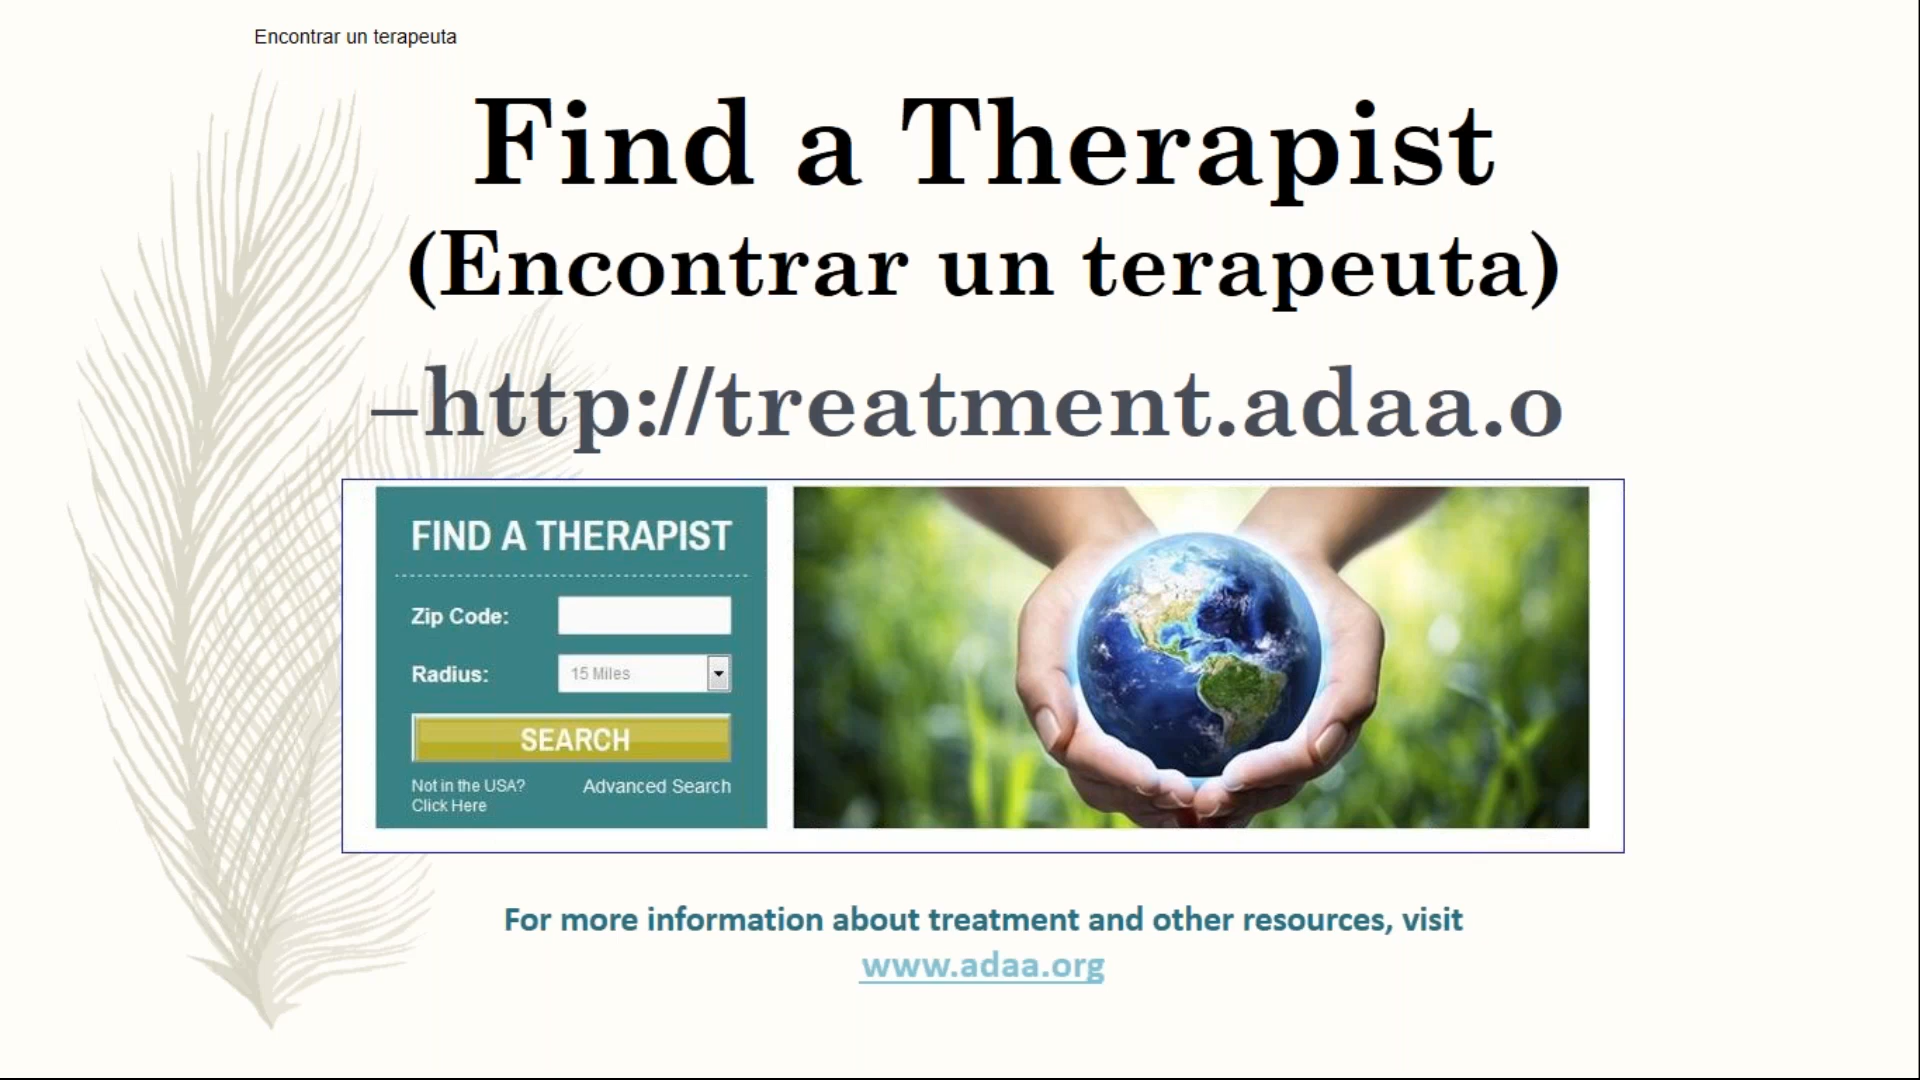 Encontrar un terapeuta
Find a Therapist
(Encontrar un terapeuta)
–http://treatment.adaa.o
FIND A THERAPIST
Zip Code:
Radius: 15 Miles
SEARCH
Not in the USA? Advanced Search
Click Here
For more information about treatment and other resources, visit
www.adaa.org